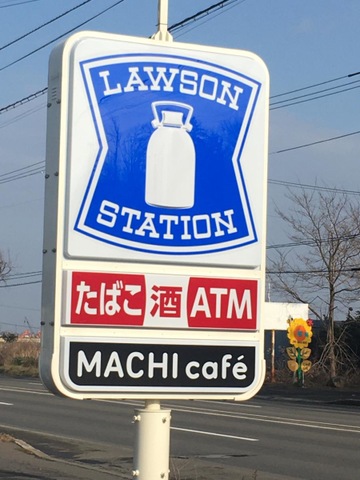 LAWSON
STATION
たばこ 酒 ATM
MACHI café